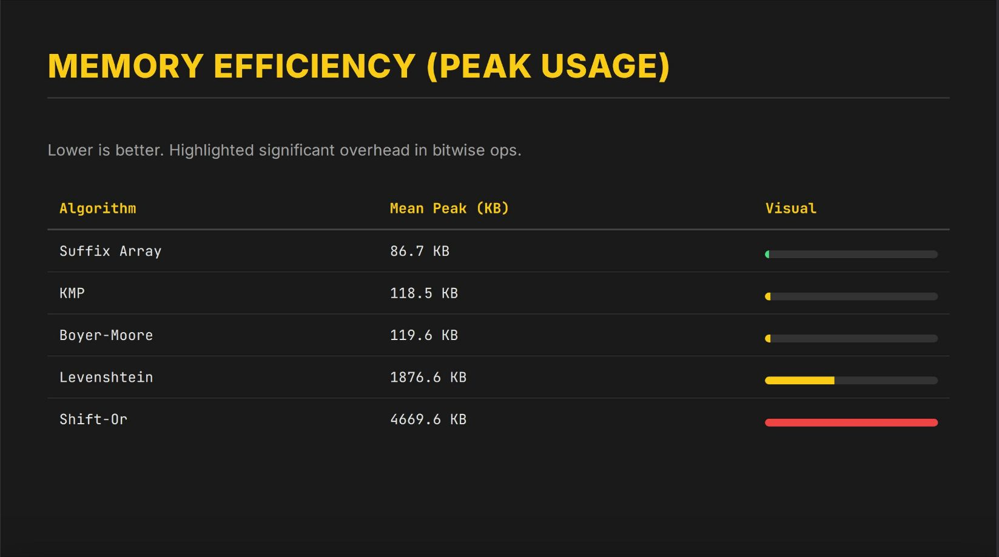 MEMORY EFFICIENCY (PEAK USAGE)
Lower is better. Highlighted significant overhead in bitwise ops.
Algorithm Mean Peak (KB) Visual
Suffix Array 86.7 KB
KMP 118.5 KB
Boyer-Moore 119.6 KB
Levenshtein 1876.6 KB
Shift-Or 4669.6 KB